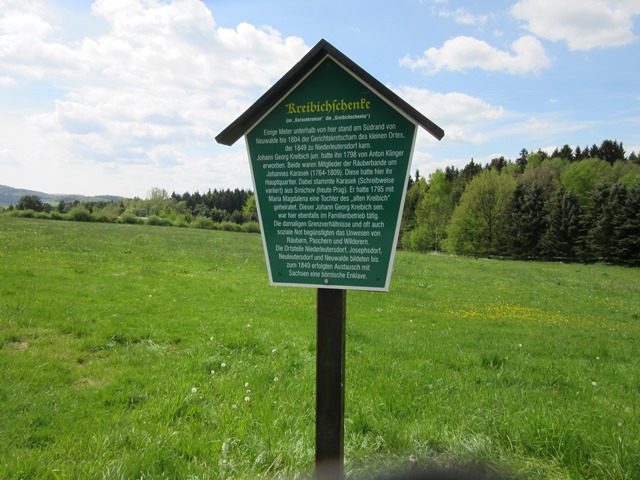 Kreibichschenke
(im „Karasekroman" die „Kreibichschenke")
Einige Meter unterhalb von hier stand am Südrand von
Neuwalde bis 1804 der Gerichtskretscham des kleinen Ortes,
der 1849 zu Niederleutersdorf kam.
Johann Georg Kreibich jun. hatte ihn 1798 von Anton Klinger
erworben. Beide waren Mitglieder der Räuberbande um
Johannes Karasek (1764-1809). Diese hatte hier ihr
Hauptquartier. Dabei stammte Karasek (Schreibweise
variiert) aus Smichov (heute Prag). Er hatte 1795 mit
Maria Magdalena eine Tochter des „alten Kreibich"
geheiratet. Dieser Johann Georg Kreibich sen.
war hier ebenfalls im Familienbetrieb tätig.
Die damaligen Grenzverhältnisse und oft auch
soziale Not begünstigten das Unwesen von
Räubern, Paschern und Wilderern.
Die Ortsteile Niederleutersdorf, Josephsdorf,
Neuleutersdorf und Neuwalde bildeten bis
zum 1849 erfolgten Austausch mit
Sachsen eine böhmische Enklave.